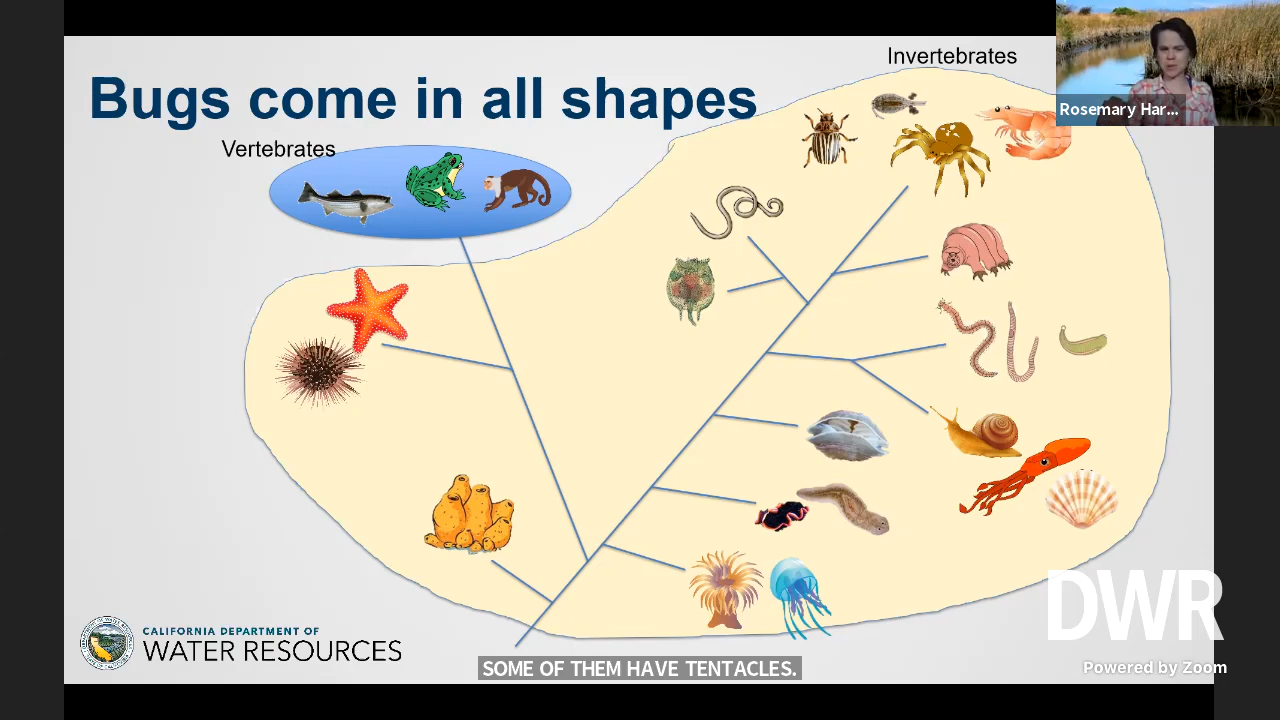 Invertebrates
Bugs come in all shapes
Vertebrates
Rosemary Har...
CALIFORNIA DEPARTMENT OF
WATER RESOURCES
DWR
SOME OF THEM HAVE TENTACLES.
Powered by Zoom